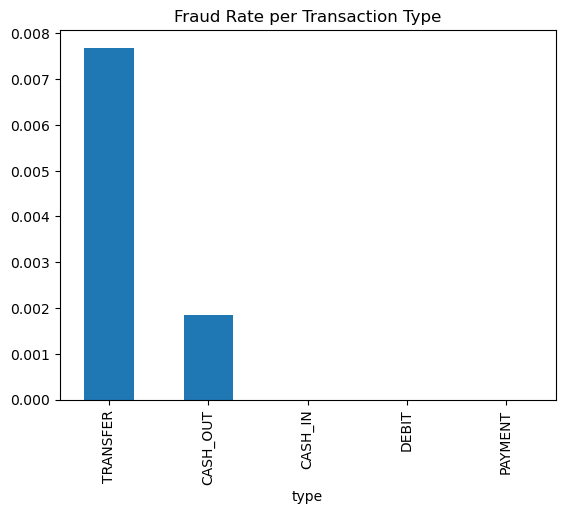 Fraud Rate per Transaction Type
0.008
0.007
0.006
0.005
0.004
0.003
0.002
0.001
0.000
TRANSFER
CASH_OUT
CASH_IN
DEBIT
PAYMENT
type